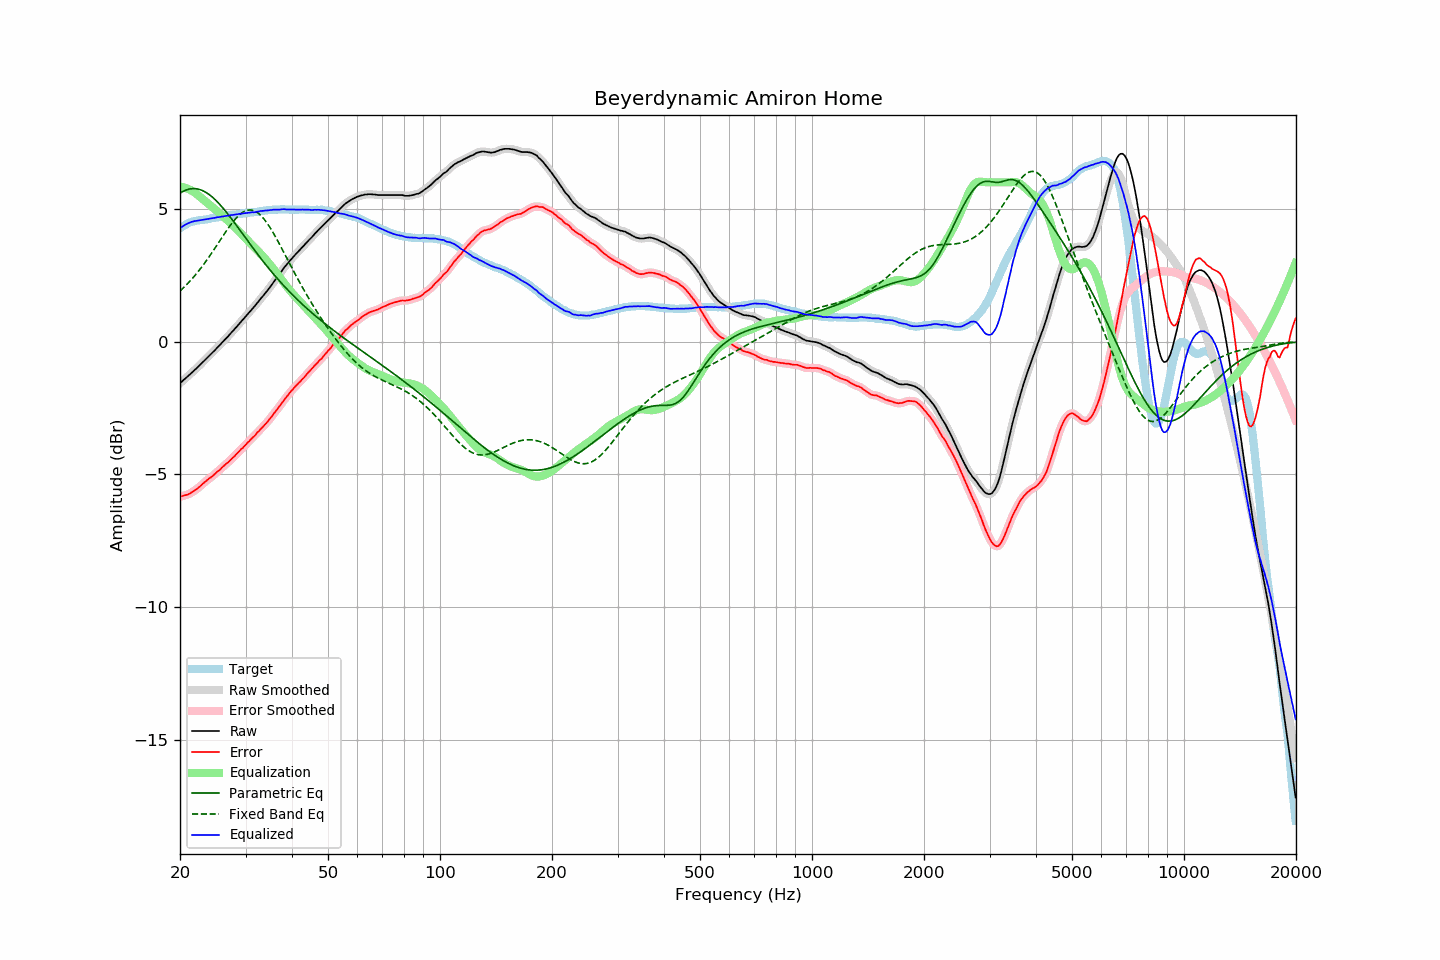 Beyerdynamic Amiron Home
Amplitude (dBr)
5
0
−5
−10
−15
Target
Raw Smoothed
Error Smoothed
Raw
Error
Equalization
Parametric Eq
Fixed Band Eq
Equalized
20 50 100 200 500 1000 2000 5000 10000 20000
Frequency (Hz)